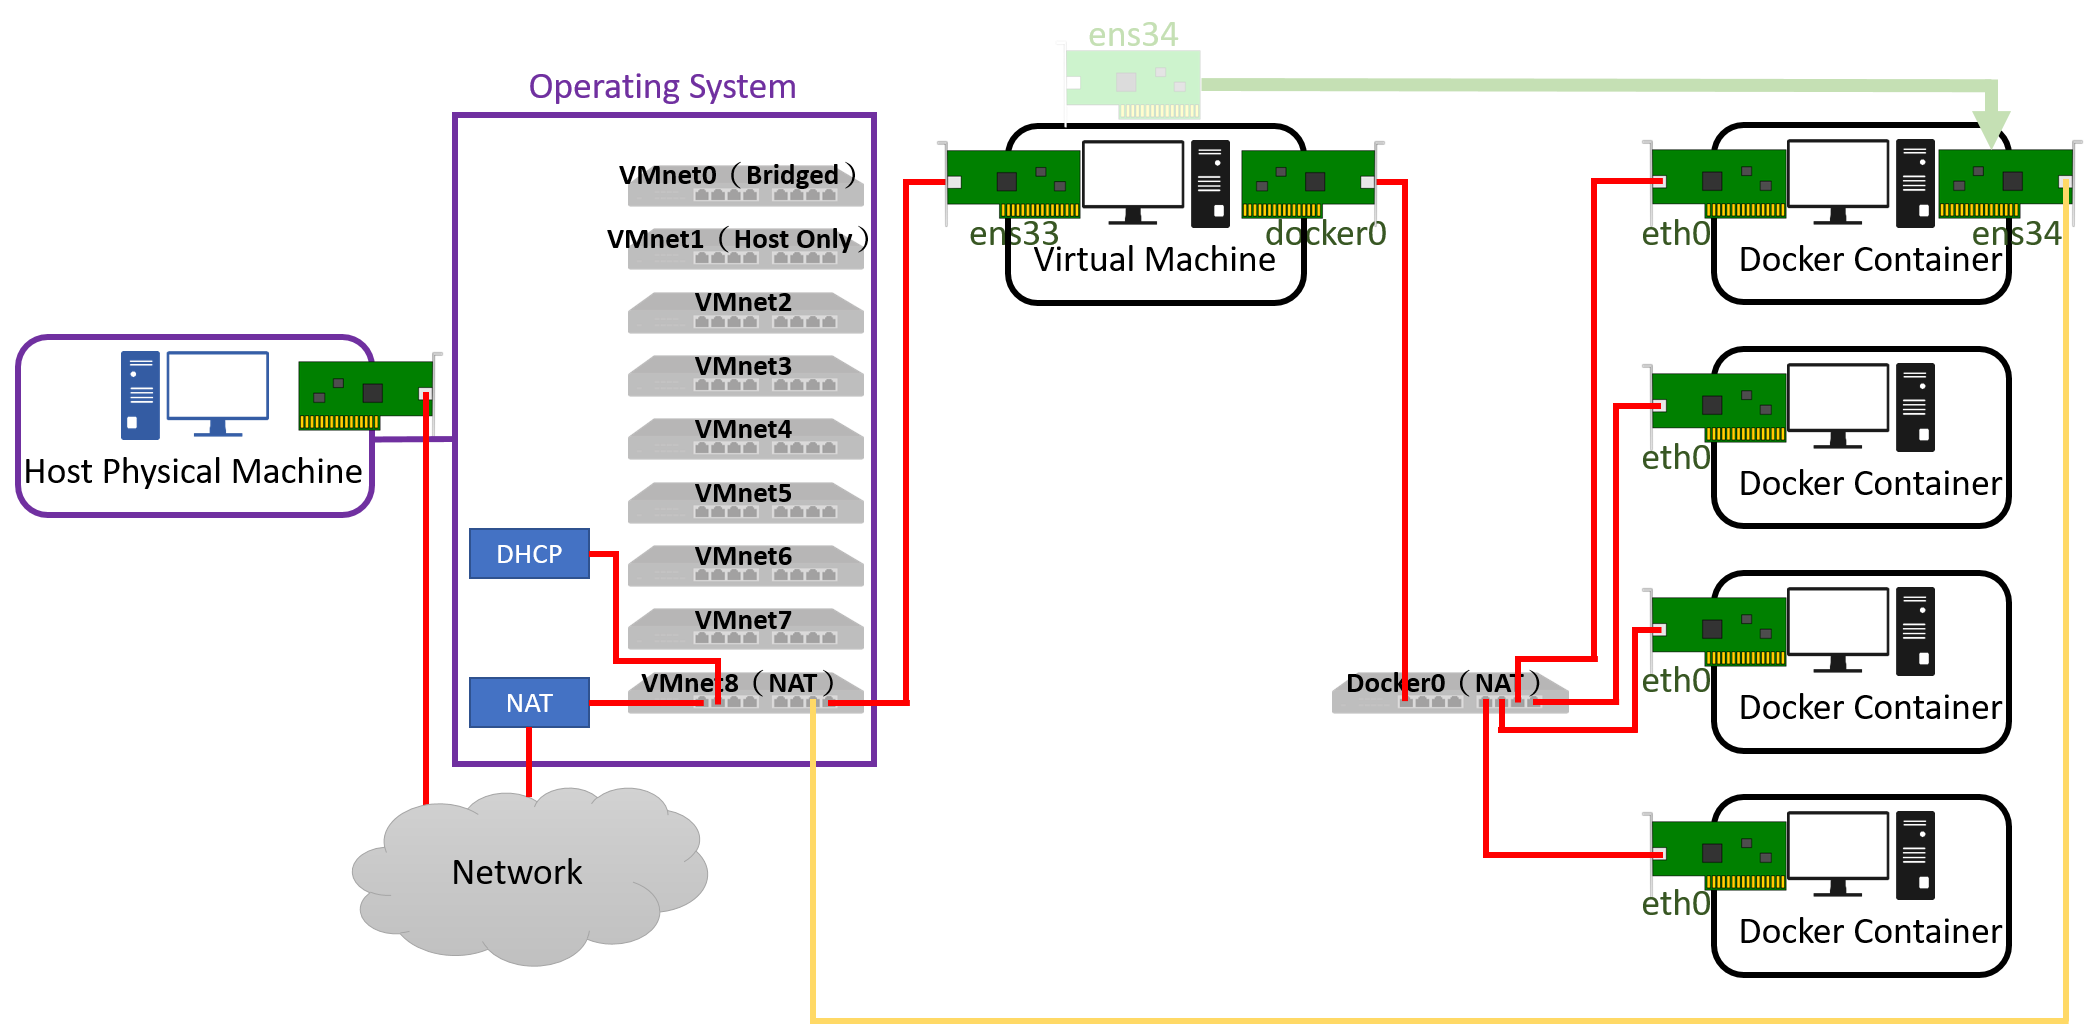 ens34
Operating System
VMnet0（Bridged）
VMnet1（Host Only）
VMnet2
VMnet3
VMnet4
VMnet5
VMnet6
VMnet7
VMnet8（NAT）
DHCP
NAT
Host Physical Machine
Network
ens33
docker0
Virtual Machine
Docker0（NAT）
eth0
ens34
Docker Container
eth0
Docker Container
eth0
Docker Container
eth0
Docker Container